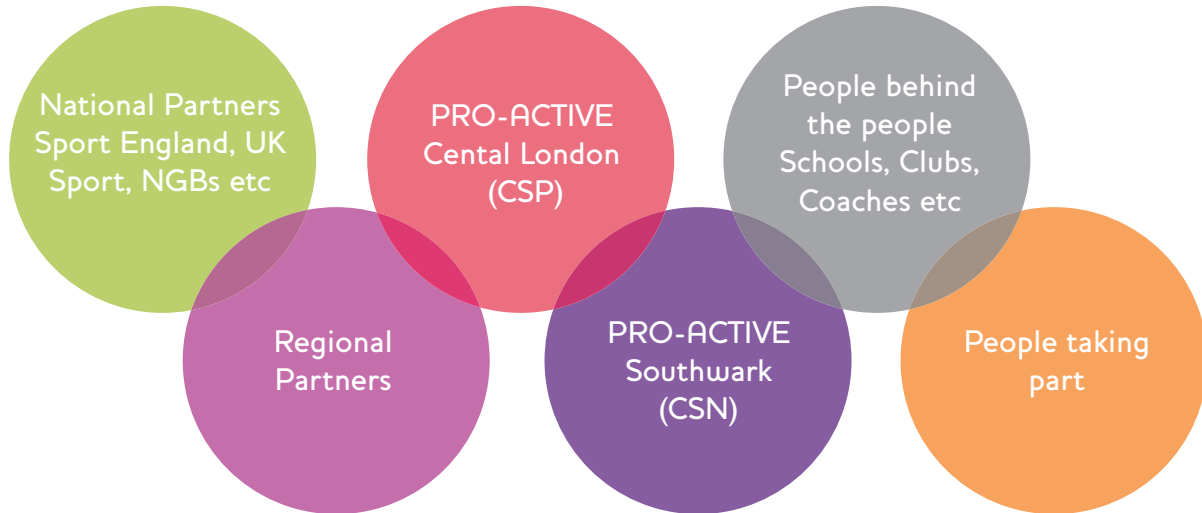 National Partners
Sport England, UK
Sport, NGBs etc
Regional
Partners
PRO-ACTIVE
Cental London
(CSP)
PRO-ACTIVE
Southwark
(CSN)
People behind
the people
Schools, Clubs,
Coaches etc
People taking
part